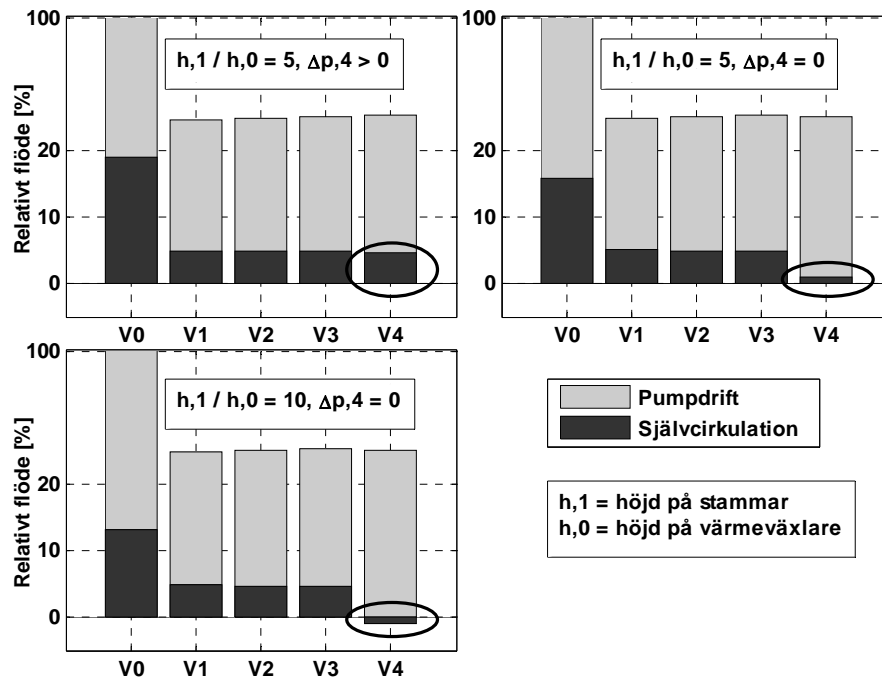 h,1 / h,0 = 5, Δp,4 > 0
Relativt flöde [%]
100
20
10
0
V0 V1 V2 V3 V4
h,1 / h,0 = 5, Δp,4 = 0
100
20
10
0
V0 V1 V2 V3 V4
h,1 / h,0 = 10, Δp,4 = 0
Relativt flöde [%]
100
20
10
0
V0 V1 V2 V3 V4
Pumpdrift
Självcirkulation
h,1 = höjd på stammar
h,0 = höjd på värmeväxlare